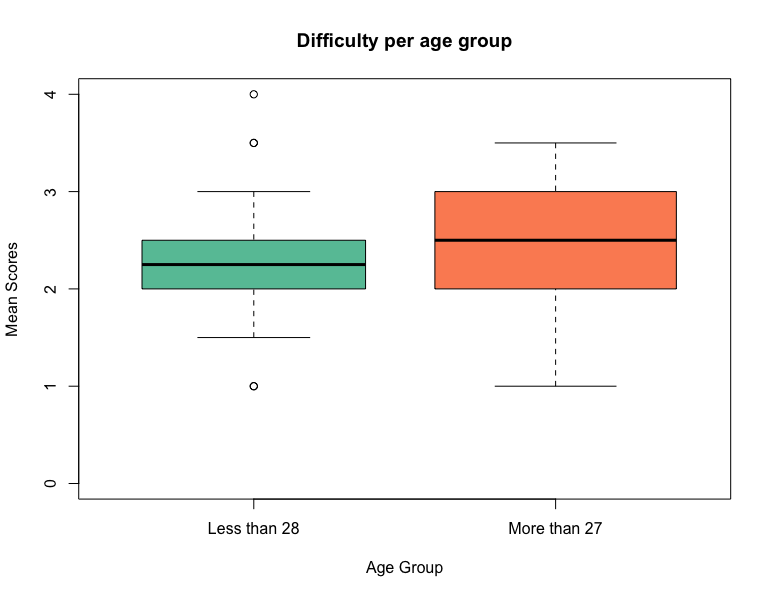 Difficulty per age group
Mean Scores
4
3
2
1
0
Less than 28
More than 27
Age Group